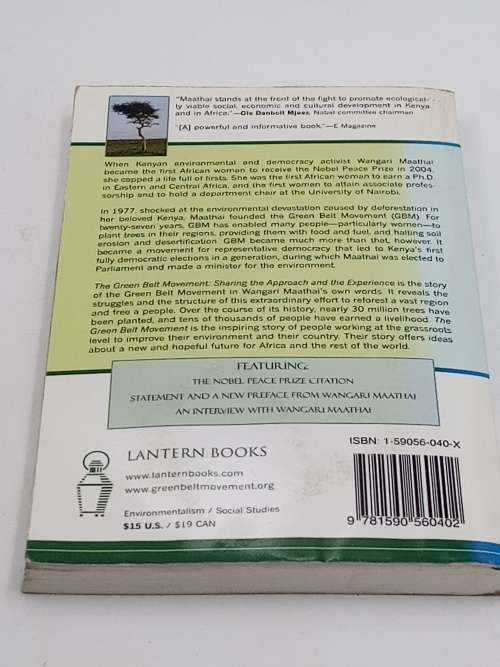 "Maathai stands at the front of the fight to promote ecological-
ly viable social, economic and cultural development in Kenya
and in Africa."—Ole Danbolt Mjøes, Nobel committee chairman
"[A] powerful and informative book."—E Magazine
When Kenyan environmental and democracy activist Wangari Maathai
became the first African woman to receive the Nobel Peace Prize in 2004,
she capped a life full of firsts. She was the first African woman to earn a Ph.D.
in Eastern and Central Africa, and the first woman to attain associate profes-
sorship and to hold a department chair at the University of Nairobi.
In 1977, shocked at the environmental devastation caused by deforestation in
her beloved Kenya, Maathai founded the Green Belt Movement (GBM). For
twenty-seven years, GBM has enabled many people—particularly women—to
plant trees in their regions, providing them with food and fuel, and halting soil
erosion and desertification. GBM became much more than that, however. It
became a movement for representative democracy that led to Kenya's first
fully democratic elections in a generation, during which Maathai was elected to
Parliament and made a minister for the environment.
The Green Belt Movement: Sharing the Approach and the Experience is the story
of the Green Belt Movement in Wangari Maathai's own words. It reveals the
struggles and the structure of this extraordinary effort to reforest a vast region
and free a people. Over the course of its history, nearly 30 million trees have
been planted, and tens of thousands of people have earned a livelihood. The
Green Belt Movement is the inspiring story of people working at the grassroots
level to improve their environment and their country. Their story offers ideas
about a new and hopeful future for Africa and the rest of the world.
FEATURING:
THE NOBEL PEACE PRIZE CITATION
STATEMENT AND A NEW PREFACE FROM WANGARI MAATHAI
AN INTERVIEW WITH WANGARI MAATHAI
LANTERN BOOKS
www.lanternbooks.com
www.greenbeltmovement.org
Environmentalism / Social Studies
$15 U.S. / $19 CAN
ISBN: 1-59056-040-X
9 781590 560402